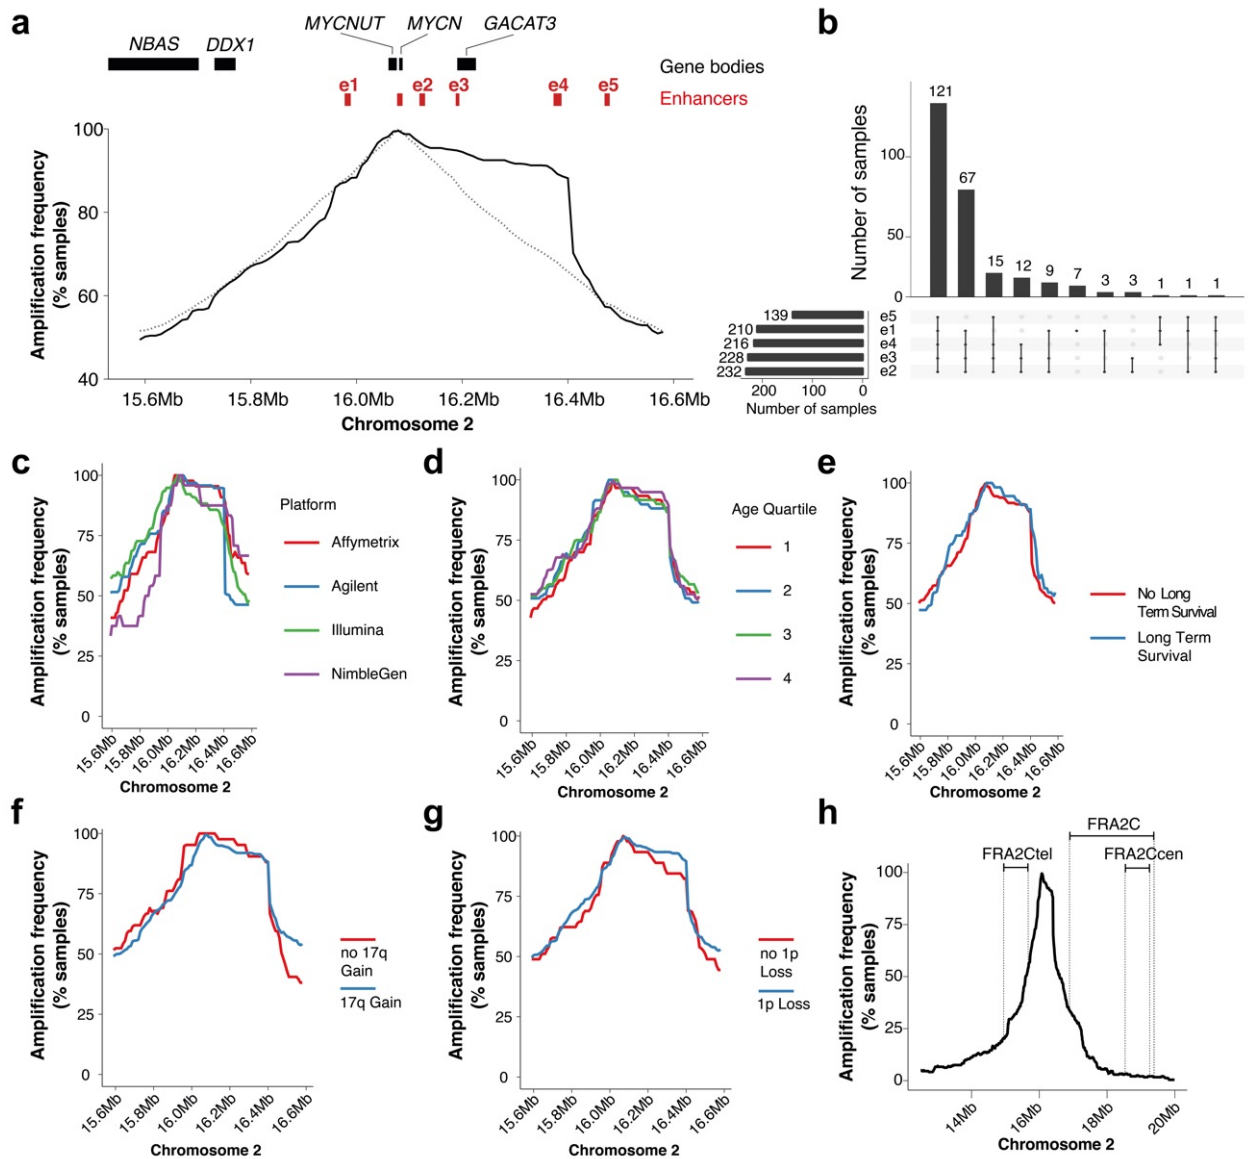 a
MYCNUT MYCN GACAT3
NBAS DDX1
Gene bodies
e1 e2 e3 e4 e5
Enhancers
Amplification frequency
(% samples)
100
80
60
40
15.6Mb 15.8Mb 16.0Mb 16.2Mb 16.4Mb 16.6Mb
Chromosome 2
b
Number of samples
100
50
0
121
67
15
12
9
7
3
3
1
1
1
139 e5
210 e1
216 e4
228 e3
232 e2
200 100 0
Number of samples
c
Amplification frequency
(% samples)
100
75
50
25
0
15.6Mb 15.8Mb 16.0Mb 16.2Mb 16.4Mb 16.6Mb
Chromosome 2
Platform
Affymetrix
Agilent
Illumina
NimbleGen
d
Amplification frequency
(% samples)
100
75
50
25
0
15.6Mb 15.8Mb 16.0Mb 16.2Mb 16.4Mb 16.6Mb
Chromosome 2
Age Quartile
1
2
3
4
e
Amplification frequency
(% samples)
100
75
50
25
0
15.6Mb 15.8Mb 16.0Mb 16.2Mb 16.4Mb 16.6Mb
Chromosome 2
No Long
Term Survival
Long Term
Survival
f
Amplification frequency
(% samples)
100
75
50
25
0
15.6Mb 15.8Mb 16.0Mb 16.2Mb 16.4Mb 16.6Mb
Chromosome 2
no 17q
Gain
17q Gain
g
Amplification frequency
(% samples)
100
75
50
25
0
15.6Mb 15.8Mb 16.0Mb 16.2Mb 16.4Mb 16.6Mb
Chromosome 2
no 1p
Loss
1p Loss
h
FRA2C
FRA2Ctel FRA2Ccen
Amplification frequency
(% samples)
100
75
50
25
0
14Mb 16Mb 18Mb 20Mb
Chromosome 2